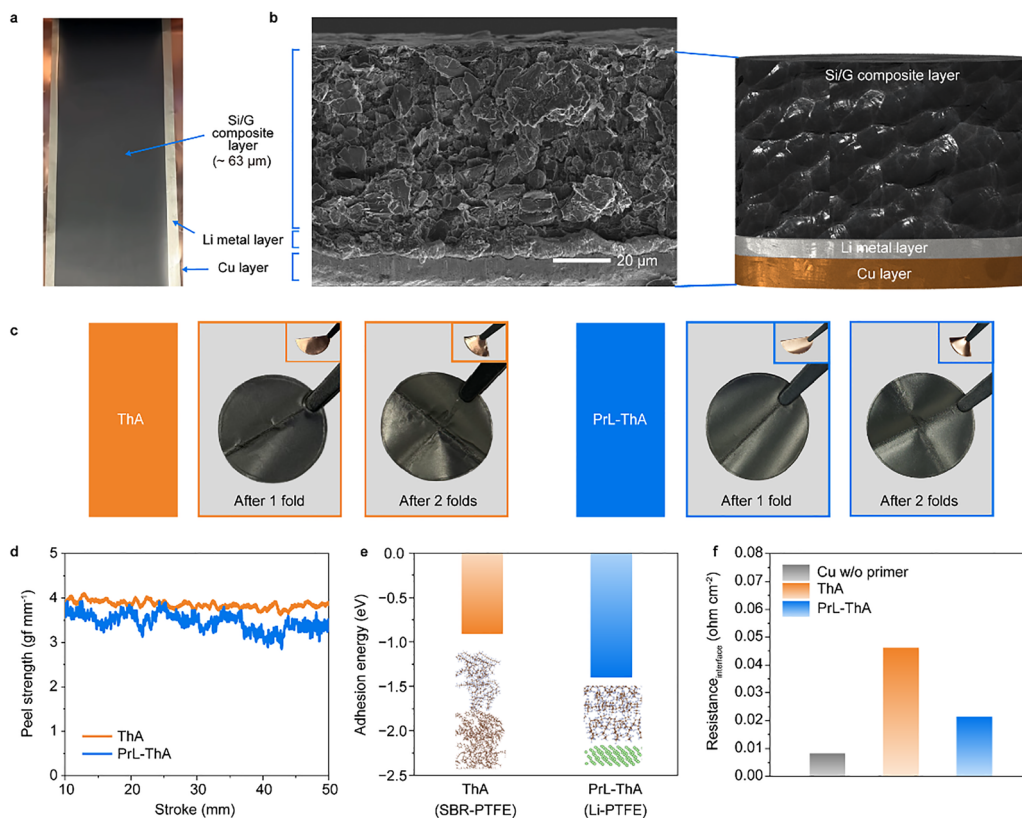 a
Si/G
composite
layer
(~ 63 μm)
Li metal layer
Cu layer
b
20 μm
Si/G composite layer
Li metal layer
Cu layer
c
ThA
After 1 fold
After 2 folds
PrL-ThA
After 1 fold
After 2 folds
d
Peel strength (gf mm⁻¹)
5
4
3
2
1
0
ThA
PrL-ThA
10 20 30 40 50
Stroke (mm)
e
Adhesion energy (eV)
0.0
−0.5
−1.0
−1.5
−2.0
−2.5
ThA
(SBR-PTFE)
PrL-ThA
(Li-PTFE)
f
Resistance_interface (ohm cm⁻²)
0.08
0.07
0.06
0.05
0.04
0.03
0.02
0.01
0.00
Cu w/o primer
ThA
PrL-ThA